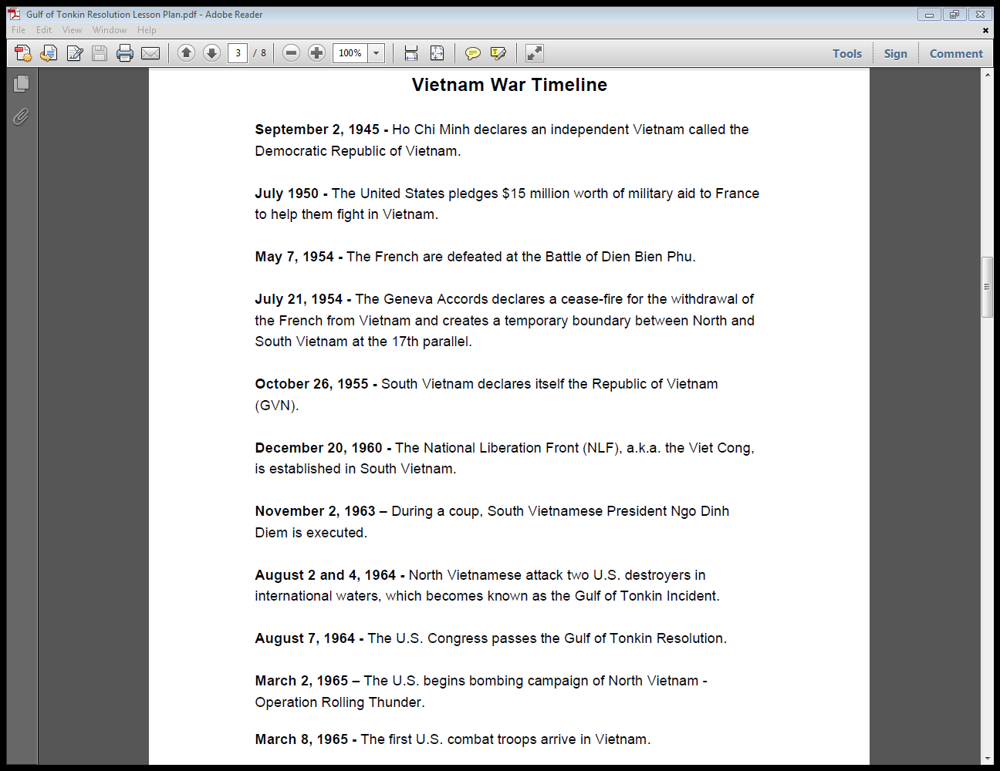 Gulf of Tonkin Resolution Lesson Plan.pdf - Adobe Reader
File Edit View Window Help
3 / 8 100% Tools Sign Comment
Vietnam War Timeline
September 2, 1945 - Ho Chi Minh declares an independent Vietnam called the
Democratic Republic of Vietnam.
July 1950 - The United States pledges $15 million worth of military aid to France
to help them fight in Vietnam.
May 7, 1954 - The French are defeated at the Battle of Dien Bien Phu.
July 21, 1954 - The Geneva Accords declares a cease-fire for the withdrawal of
the French from Vietnam and creates a temporary boundary between North and
South Vietnam at the 17th parallel.
October 26, 1955 - South Vietnam declares itself the Republic of Vietnam
(GVN).
December 20, 1960 - The National Liberation Front (NLF), a.k.a. the Viet Cong,
is established in South Vietnam.
November 2, 1963 – During a coup, South Vietnamese President Ngo Dinh
Diem is executed.
August 2 and 4, 1964 - North Vietnamese attack two U.S. destroyers in
international waters, which becomes known as the Gulf of Tonkin Incident.
August 7, 1964 - The U.S. Congress passes the Gulf of Tonkin Resolution.
March 2, 1965 – The U.S. begins bombing campaign of North Vietnam -
Operation Rolling Thunder.
March 8, 1965 - The first U.S. combat troops arrive in Vietnam.